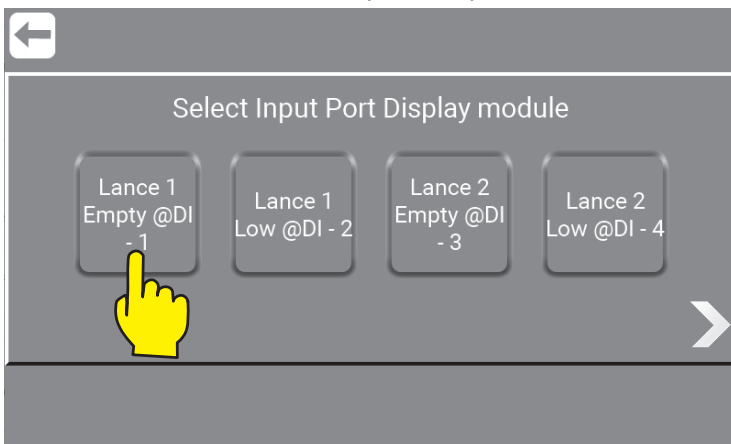 Select Input Port Display module
Lance 1
Empty @DI
- 1
Lance 1
Low @DI - 2
Lance 2
Empty @DI
- 3
Lance 2
Low @DI - 4